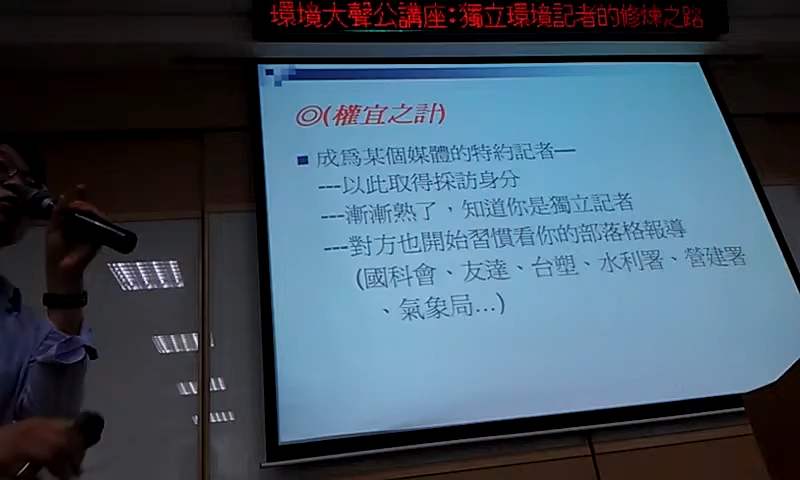 環境大聲公講座:獨立環境記者的修煉之路
◎(權宜之計)
■ 成為某個媒體的特約記者—
---以此取得採訪身分
---漸漸熟了，知道你是獨立記者
---對方也開始習慣看你的部落格報導
(國科會、友達、台塑、水利署、營建署
、氣象局...)